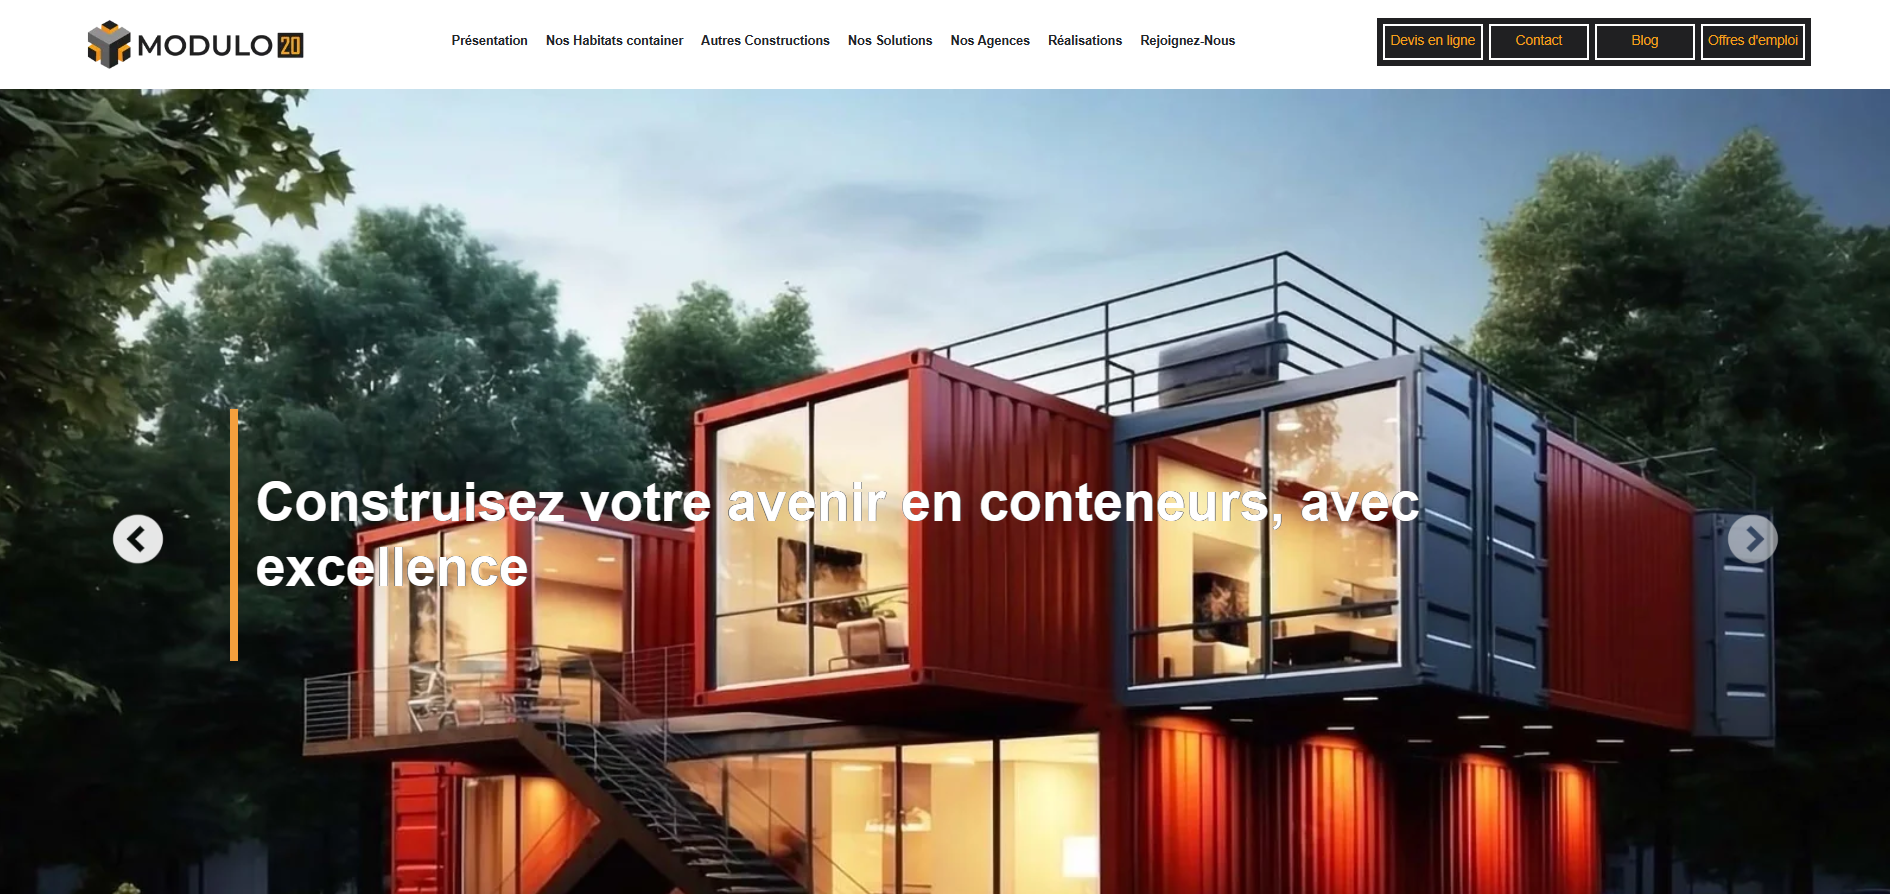 MODULO 20
Présentation
Nos Habitats container
Autres Constructions
Nos Solutions
Nos Agences
Réalisations
Rejoignez-Nous
Devis en ligne
Contact
Blog
Offres d'emploi
Construisez votre avenir en conteneurs, avec
excellence